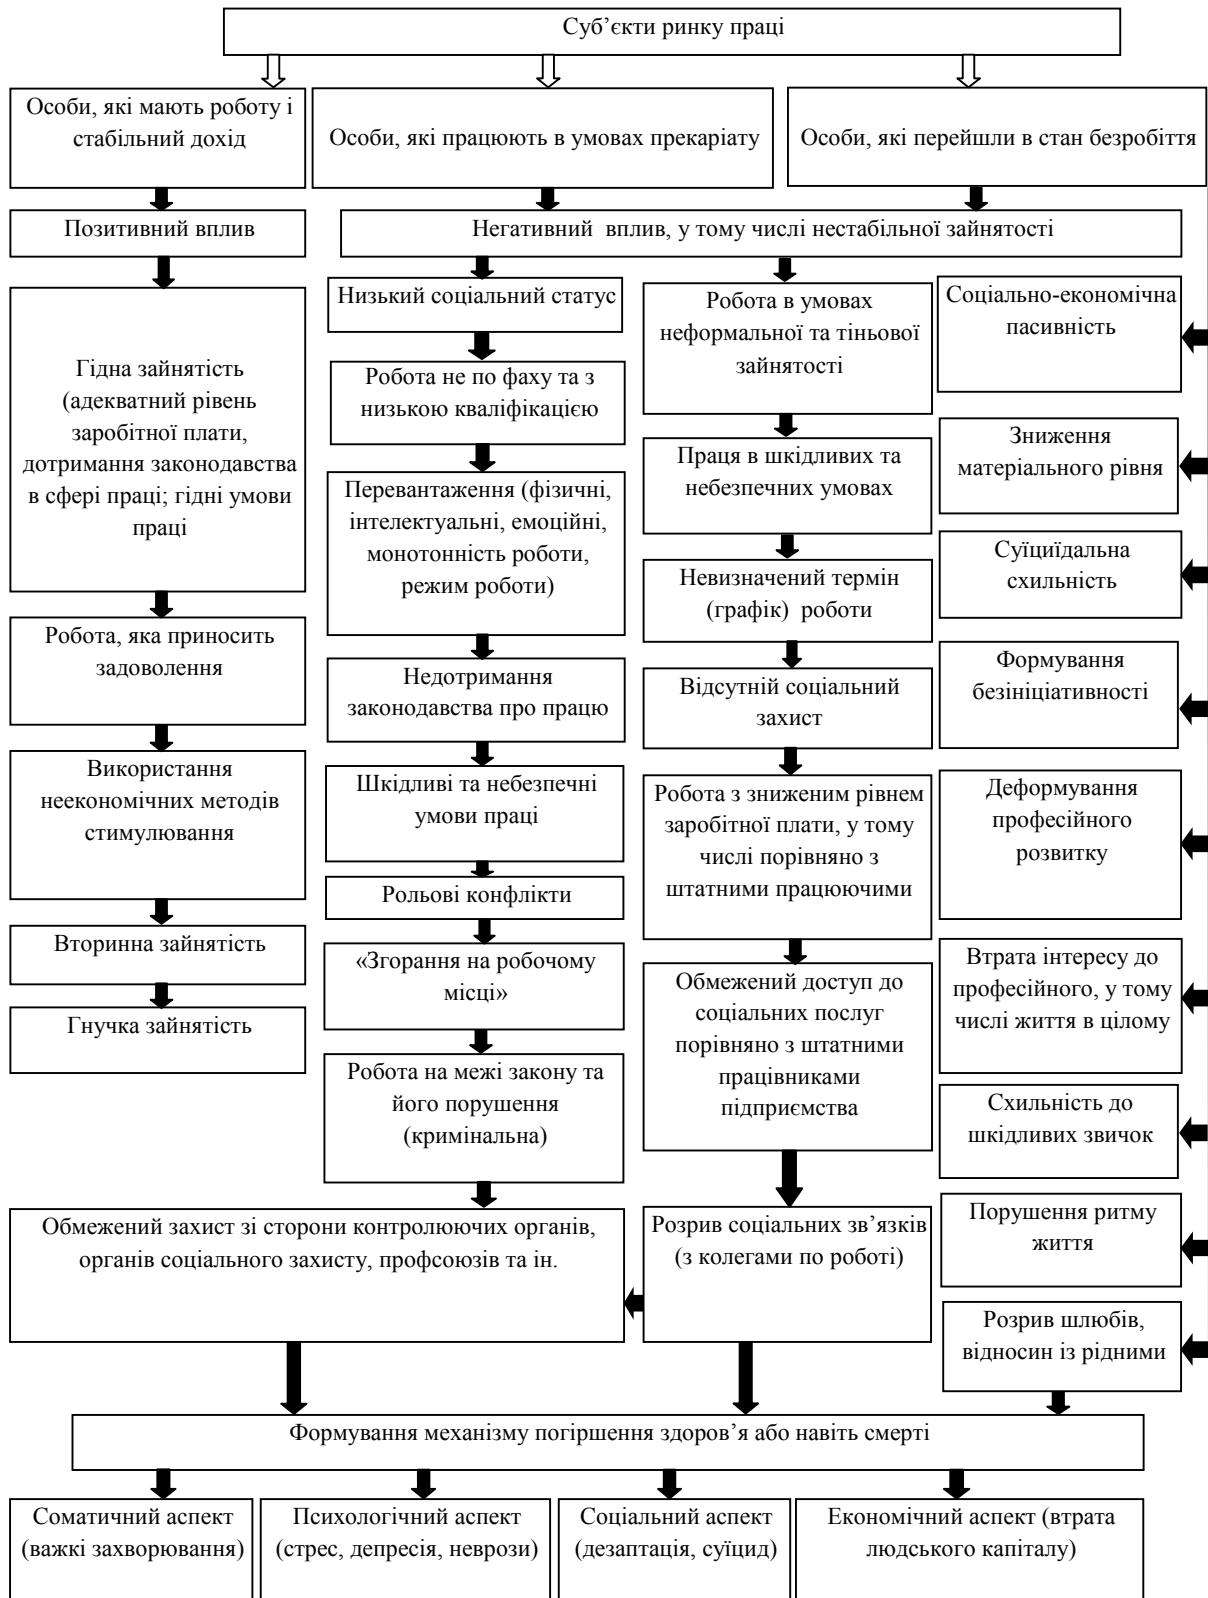 Суб’єкти ринку праці
Особи, які мають роботу і
стабільний дохід
Особи, які працюють в умовах прекаріату
Особи, які перейшли в стан безробіття
Позитивний вплив
Негативний вплив, у тому числі нестабільної зайнятості
Гідна зайнятість
(адекватний рівень
заробітної плати,
дотримання законодавства
в сфері праці; гідні умови
праці
Робота, яка приносить
задоволення
Використання
неекономічних методів
стимулювання
Вторинна зайнятість
Гнучка зайнятість
Низький соціальний статус
Робота не по фаху та з
низькою кваліфікацією
Перевантаження (фізичні,
інтелектуальні, емоційні,
монотонність роботи,
режим роботи)
Недотримання
законодавства про працю
Шкідливі та небезпечні
умови праці
Рольові конфлікти
«Згорання на робочому
місці»
Робота на межі закону та
його порушення
(кримінальна)
Робота в умовах
неформальної та тіньової
зайнятості
Праця в шкідливих та
небезпечних умовах
Невизначений термін
(графік) роботи
Відсутній соціальний
захист
Робота з зниженим рівнем
заробітної плати, у тому
числі порівняно з
штатними працюючими
Обмежений доступ до
соціальних послуг
порівняно з штатними
працівниками
підприємства
Соціально-економічна
пасивність
Зниження
матеріального рівня
Суїциїдальна
схильність
Формування
безініціативності
Деформування
професійного
розвитку
Втрата інтересу до
професійного, у тому
числі життя в цілому
Схильність до
шкідливих звичок
Порушення ритму
життя
Розрив шлюбів,
відносин із рідними
Обмежений захист зі сторони контролюючих органів,
органів соціального захисту, профсоюзів та ін.
Розрив соціальних зв’язків
(з колегами по роботі)
Формування механізму погіршення здоров’я або навіть смерті
Соматичний аспект
(важкі захворювання)
Психологічний аспект
(стрес, депресія, неврози)
Соціальний аспект
(дезаптація, суїцид)
Економічний аспект (втрата
людського капіталу)